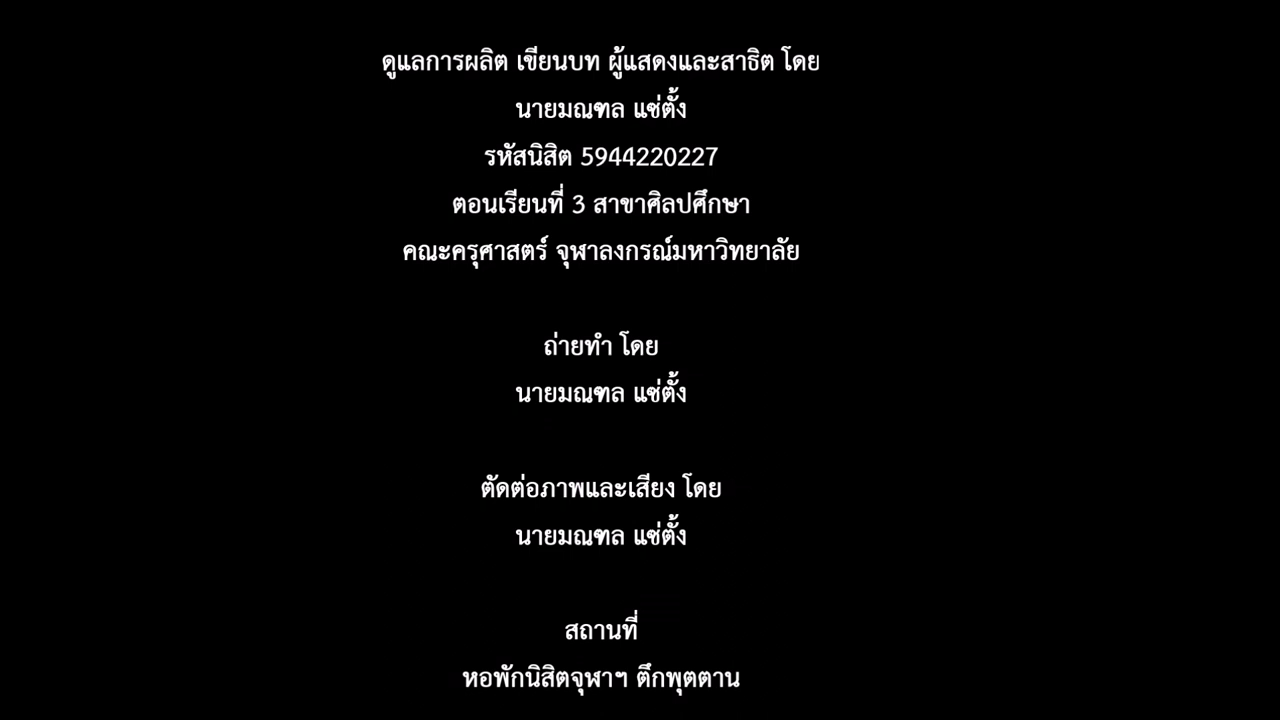 ดูแลการผลิต เขียนบท ผู้แสดงและสาธิต โดย
นายมณฑล แซ่ตั้ง
รหัสนิสิต 5944220227
ตอนเรียนที่ 3 สาขาศิลปศึกษา
คณะครุศาสตร์ จุฬาลงกรณ์มหาวิทยาลัย
ถ่ายทำ โดย
นายมณฑล แซ่ตั้ง
ตัดต่อภาพและเสียง โดย
นายมณฑล แซ่ตั้ง
สถานที่
หอพักนิสิตจุฬาฯ ตึกพุตตาน